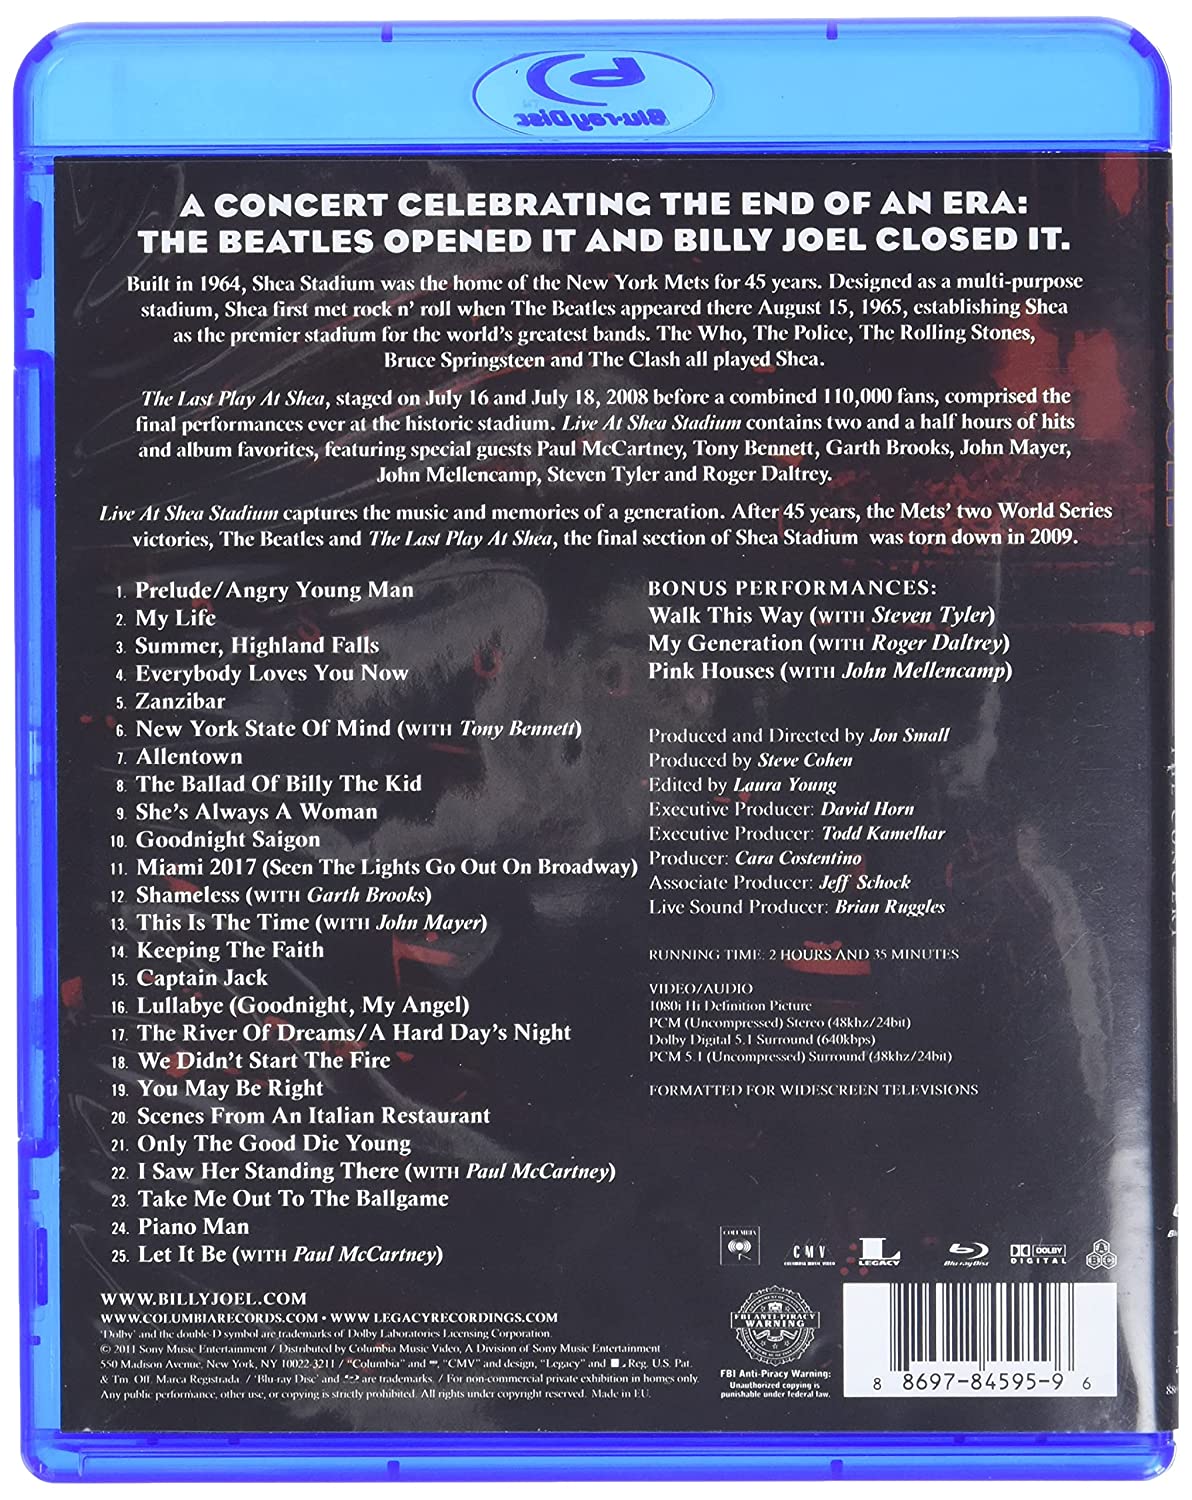 Blu-ray Disc
A CONCERT CELEBRATING THE END OF AN ERA:
THE BEATLES OPENED IT AND BILLY JOEL CLOSED IT.
Built in 1964, Shea Stadium was the home of the New York Mets for 45 years. Designed as a multi-purpose
stadium, Shea first met rock n' roll when The Beatles appeared there August 15, 1965, establishing Shea
as the premier stadium for the world's greatest bands. The Who, The Police, The Rolling Stones,
Bruce Springsteen and The Clash all played Shea.
The Last Play At Shea, staged on July 16 and July 18, 2008 before a combined 110,000 fans, comprised the
final performances ever at the historic stadium. Live At Shea Stadium contains two and a half hours of hits
and album favorites, featuring special guests Paul McCartney, Tony Bennett, Garth Brooks, John Mayer,
John Mellencamp, Steven Tyler and Roger Daltrey.
Live At Shea Stadium captures the music and memories of a generation. After 45 years, the Mets' two World Series
victories, The Beatles and The Last Play At Shea, the final section of Shea Stadium was torn down in 2009.
1. Prelude/Angry Young Man
2. My Life
3. Summer, Highland Falls
4. Everybody Loves You Now
5. Zanzibar
6. New York State Of Mind (WITH Tony Bennett)
7. Allentown
8. The Ballad Of Billy The Kid
9. She's Always A Woman
10. Goodnight Saigon
11. Miami 2017 (Seen The Lights Go Out On Broadway)
12. Shameless (WITH Garth Brooks)
13. This Is The Time (WITH John Mayer)
14. Keeping The Faith
15. Captain Jack
16. Lullabye (Goodnight, My Angel)
17. The River Of Dreams/A Hard Day's Night
18. We Didn't Start The Fire
19. You May Be Right
20. Scenes From An Italian Restaurant
21. Only The Good Die Young
22. I Saw Her Standing There (WITH Paul McCartney)
23. Take Me Out To The Ballgame
24. Piano Man
25. Let It Be (WITH Paul McCartney)
BONUS PERFORMANCES:
Walk This Way (WITH Steven Tyler)
My Generation (WITH Roger Daltrey)
Pink Houses (WITH John Mellencamp)
Produced and Directed by Jon Small
Produced by Steve Cohen
Edited by Laura Young
Executive Producer: David Horn
Executive Producer: Todd Kamelhar
Producer: Cara Costentino
Associate Producer: Jeff Schock
Live Sound Producer: Brian Ruggles
RUNNING TIME: 2 HOURS AND 35 MINUTES
VIDEO/AUDIO
1080i Hi Definition Picture
PCM (Uncompressed) Stereo (48khz/24bit)
Dolby Digital 5.1 Surround (640kbps)
PCM 5.1 (Uncompressed) Surround (48khz/24bit)
FORMATTED FOR WIDESCREEN TELEVISIONS
COLUMBIA
CMV
COLUMBIA MUSIC VIDEO
L
LEGACY
Blu-ray Disc
DOLBY
DIGITAL
A B C
WWW.BILLYJOEL.COM
WWW.COLUMBIARECORDS.COM • WWW.LEGACYRECORDINGS.COM
'Dolby' and the double-D symbol are trademarks of Dolby Laboratories Licensing Corporation.
© 2011 Sony Music Entertainment / Distributed by Columbia Music Video, A Division of Sony Music Entertainment
550 Madison Avenue, New York, NY 10022-3211 / "Columbia" and , "CMV" and design, "Legacy" and Reg. U.S. Pat.
& Tm. Off. Marca Registrada. / 'Blu-ray Disc' and are trademarks. / For non-commercial private exhibition in homes only.
Any public performance, other use, or copying is strictly prohibited. All rights under copyright reserved. Made in EU.
FBI ANTI-PIRACY
WARNING
FBI Anti-Piracy Warning:
Unauthorized copying is
punishable under federal law.
8 8697-84595-9 6